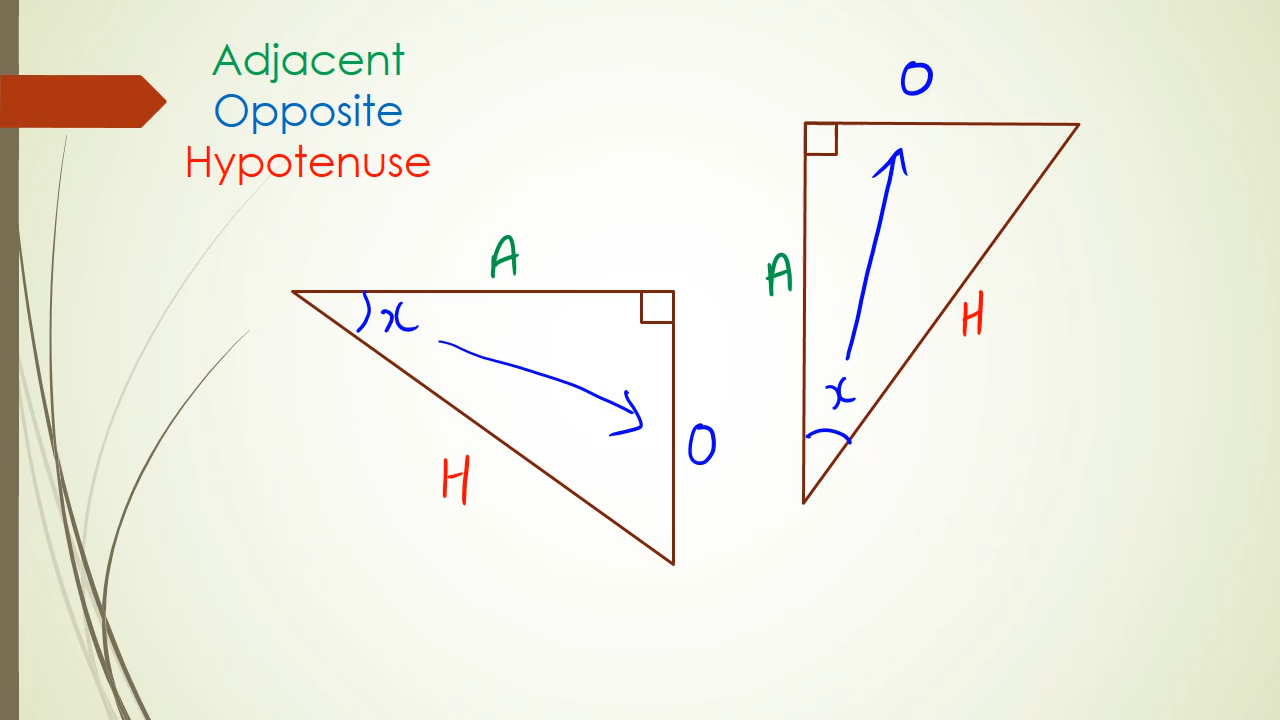 Adjacent
Opposite
Hypotenuse
A
x
O
H
O
A
H
x